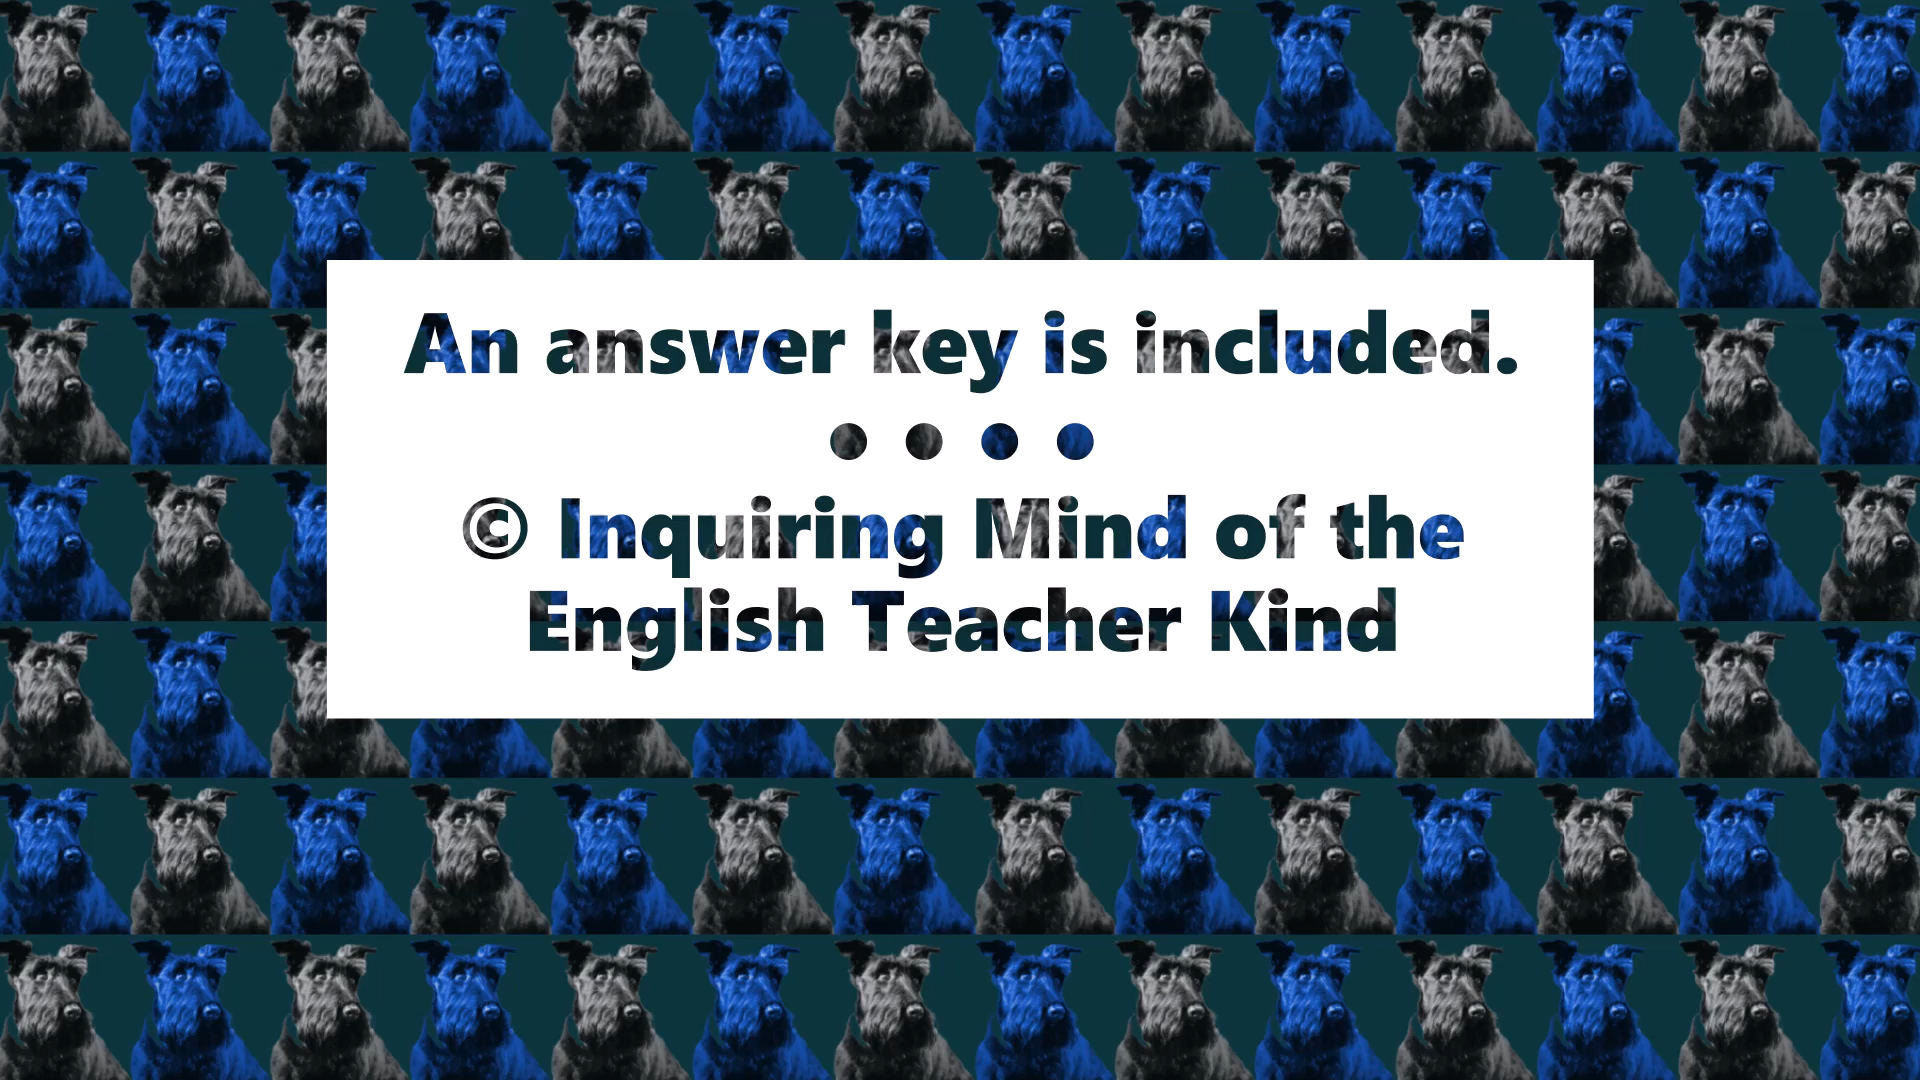 An answer key is included.
• • • •
© Inquiring Mind of the
English Teacher Kind